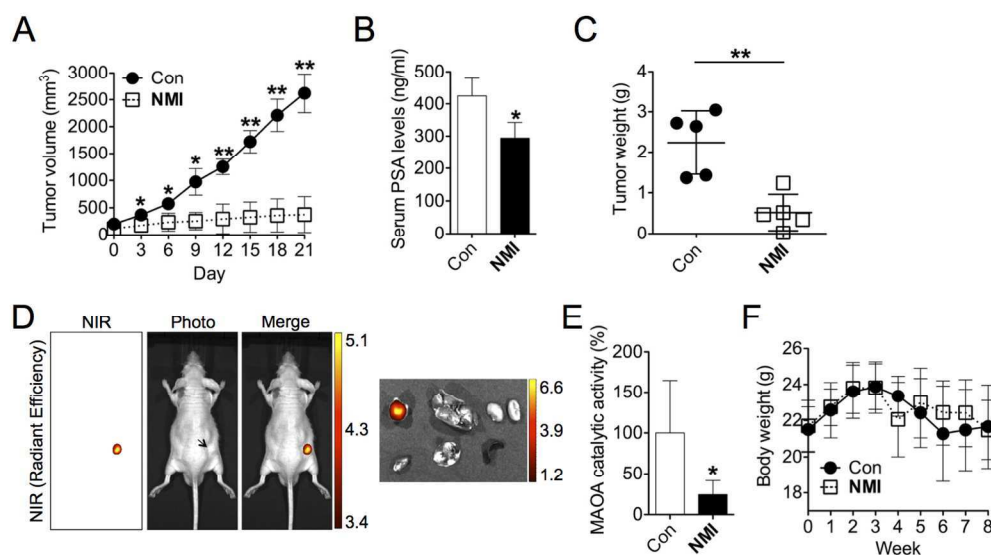 A
Tumor volume (mm³)
3000
2500
2000
1500
1000
500
0
0 3 6 9 12 15 18 21
Day
Con
NMI
* * * ** ** ** **
B
Serum PSA levels (ng/ml)
500
400
300
200
100
0
*
Con NMI
C
Tumor weight (g)
4
3
2
1
0
**
Con NMI
D
NIR Photo Merge
NIR (Radiant Efficiency)
5.1
4.3
3.4
6.6
3.9
1.2
E
MAOA catalytic activity (%)
200
150
100
50
0
*
Con NMI
F
Body weight (g)
26
24
22
20
18
0 1 2 3 4 5 6 7 8
Week
Con
NMI